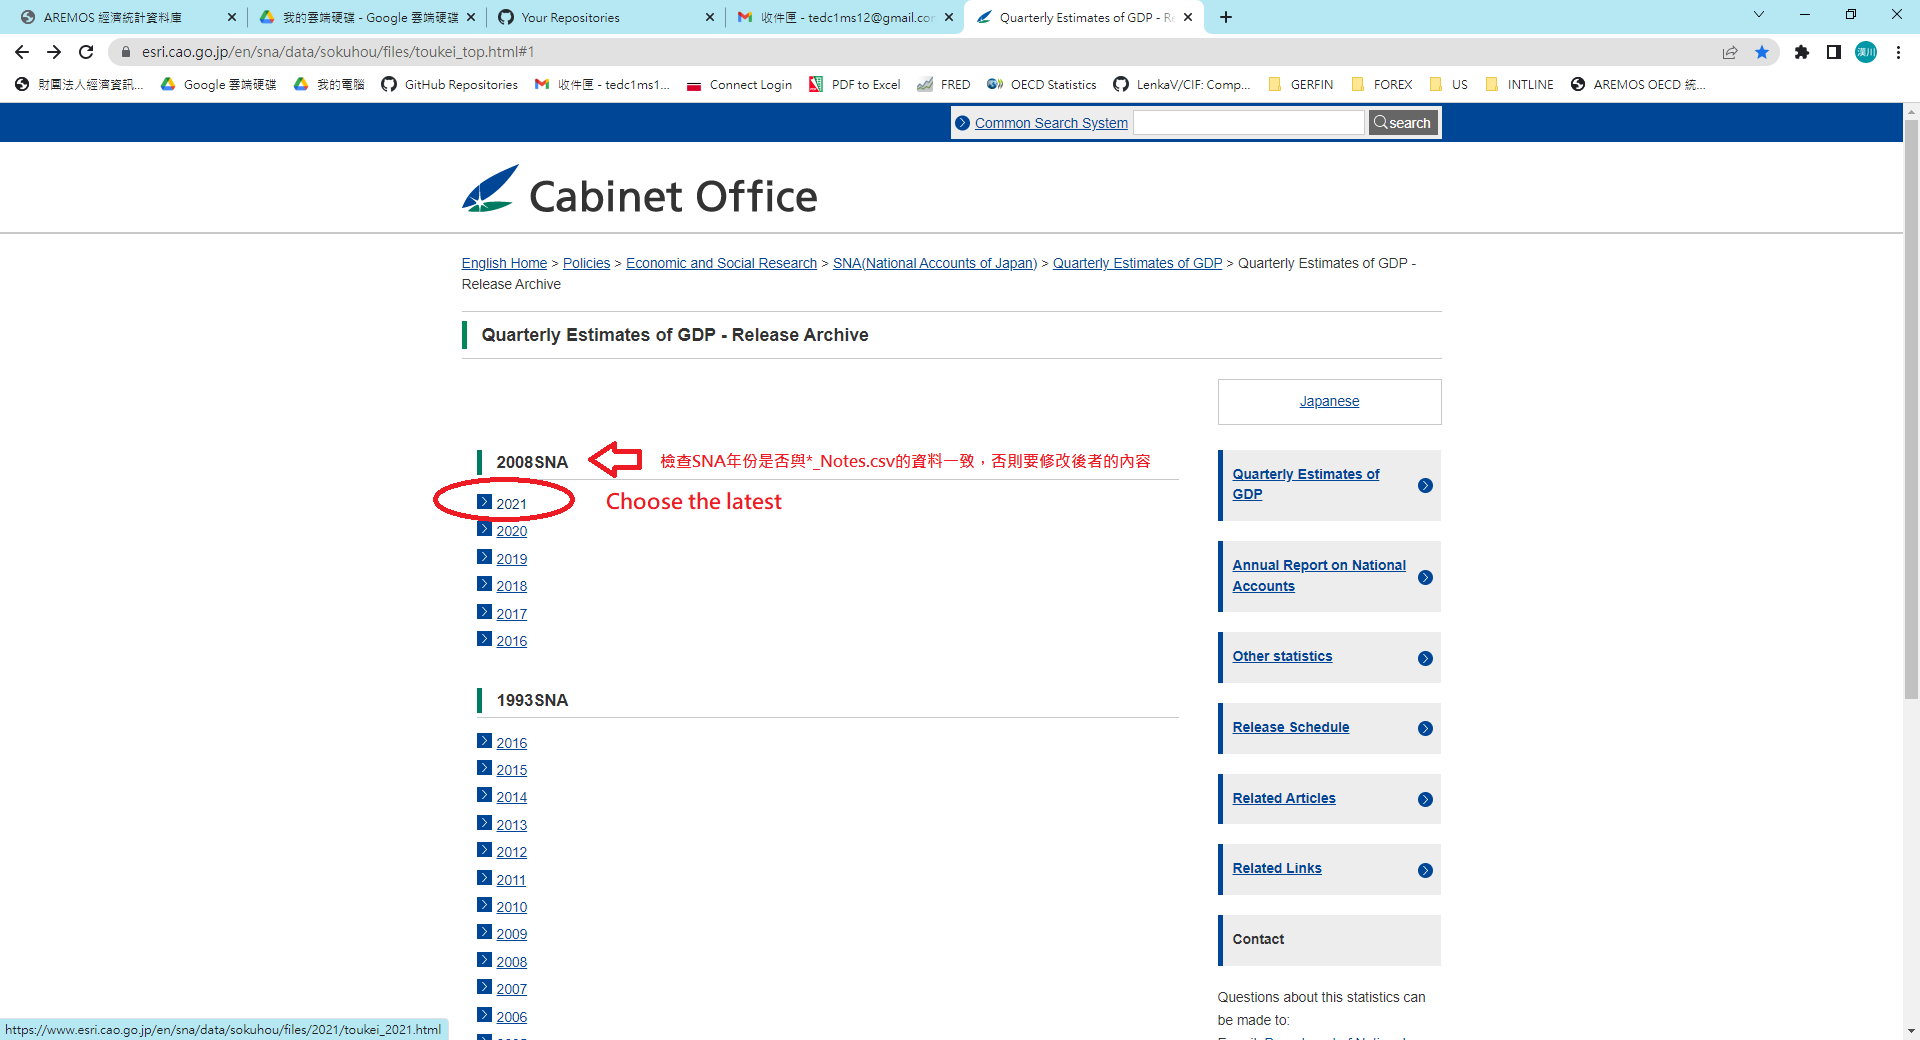 AREMOS 經濟統計資料庫
我的雲端硬碟 - Google 雲端硬碟
Your Repositories
收件匣 - tedc1ms12@gmail.cor
Quarterly Estimates of GDP - Re
esri.cao.go.jp/en/sna/data/sokuhou/files/toukei_top.html#1
漢川
財團法人經濟資訊...
Google 雲端硬碟
我的電腦
GitHub Repositories
收件匣 - tedc1ms1...
Connect Login
PDF to Excel
FRED
OECD Statistics
LenkaV/CIF: Comp...
GERFIN
FOREX
US
INTLINE
AREMOS OECD 統...
Common Search System
search
Cabinet Office
English Home > Policies > Economic and Social Research > SNA(National Accounts of Japan) > Quarterly Estimates of GDP > Quarterly Estimates of GDP -
Release Archive
Quarterly Estimates of GDP - Release Archive
Japanese
2008SNA
檢查SNA年份是否與*_Notes.csv的資料一致，否則要修改後者的內容
2021
Choose the latest
2020
2019
2018
2017
2016
1993SNA
2016
2015
2014
2013
2012
2011
2010
2009
2008
2007
2006
Quarterly Estimates of
GDP
Annual Report on National
Accounts
Other statistics
Release Schedule
Related Articles
Related Links
Contact
Questions about this statistics can
be made to:
https://www.esri.cao.go.jp/en/sna/data/sokuhou/files/2021/toukei_2021.html